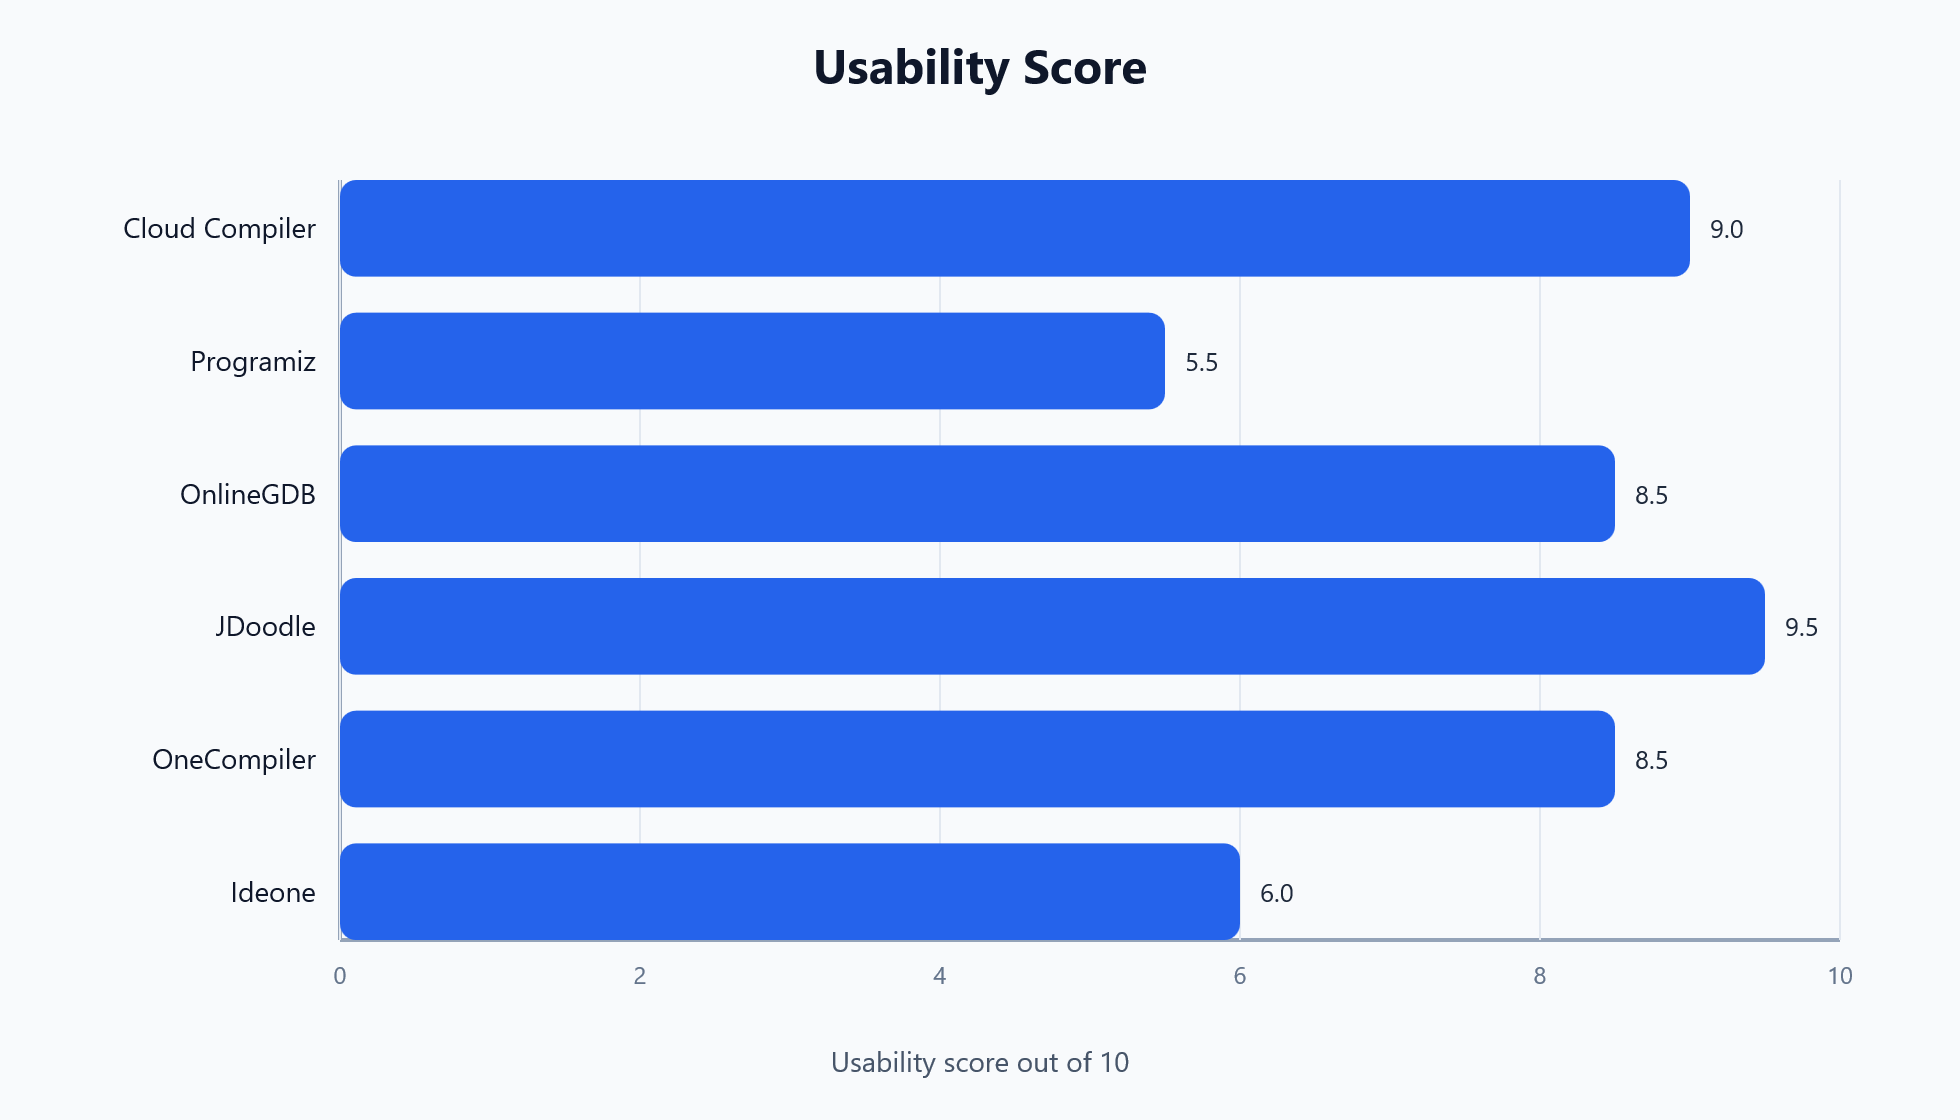 Usability Score
Cloud Compiler 9.0
Programiz 5.5
OnlineGDB 8.5
JDoodle 9.5
OneCompiler 8.5
Ideone 6.0
0 2 4 6 8 10
Usability score out of 10